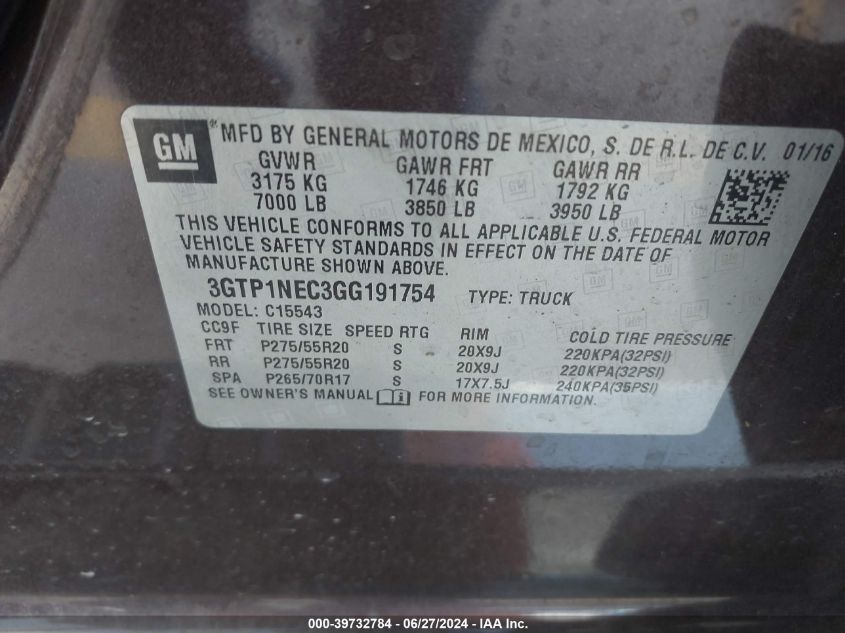 GM MFD BY GENERAL MOTORS DE MEXICO, S. DE R.L. DE C.V. 01/16
GVWR GAWR FRT GAWR RR
3175 KG 1746 KG 1792 KG
7000 LB 3850 LB 3950 LB
THIS VEHICLE CONFORMS TO ALL APPLICABLE U.S. FEDERAL MOTOR
VEHICLE SAFETY STANDARDS IN EFFECT ON THE DATE OF
MANUFACTURE SHOWN ABOVE.
3GTP1NEC3GG191754 TYPE: TRUCK
MODEL: C15543
CC9F TIRE SIZE SPEED RTG RIM COLD TIRE PRESSURE
FRT P275/55R20 S 20X9J 220KPA(32PSI)
RR P275/55R20 S 20X9J 220KPA(32PSI)
SPA P265/70R17 S 17X7.5J 240KPA(35PSI)
SEE OWNER'S MANUAL FOR MORE INFORMATION.
000-39732784 - 06/27/2024 - IAAI.COM